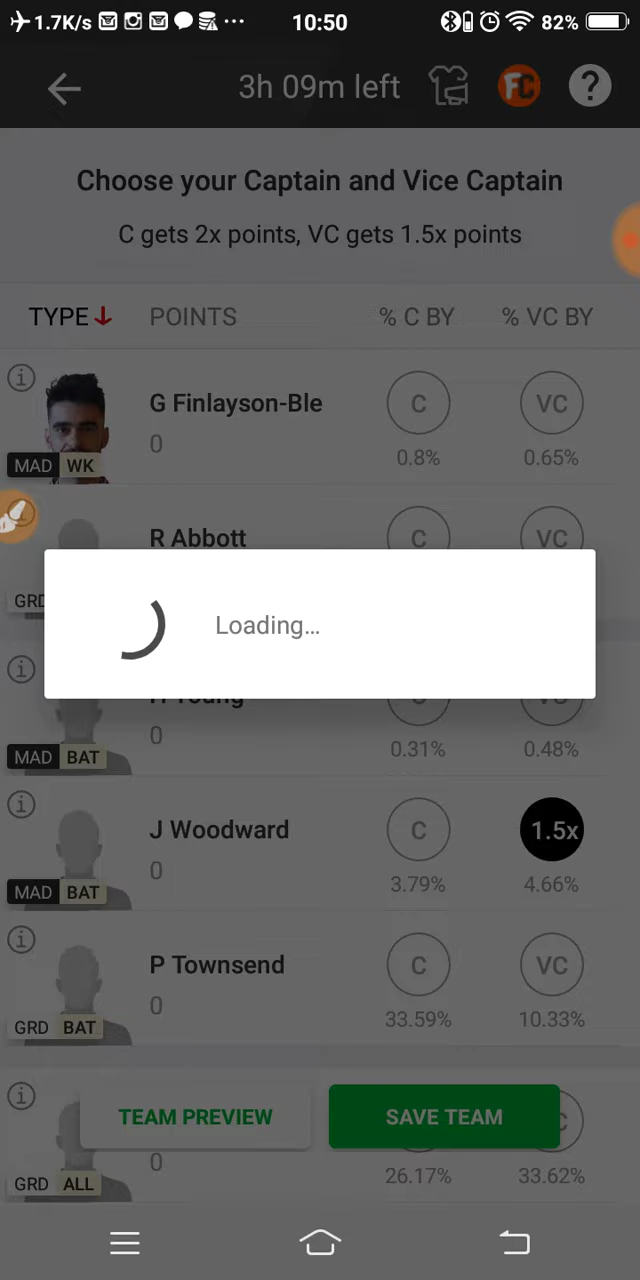 1.7K/s ... 10:50 82%
3h 09m left FC ?
Choose your Captain and Vice Captain
C gets 2x points, VC gets 1.5x points
TYPE POINTS % C BY % VC BY
G Finlayson-Ble C VC
0
MAD WK 0.8% 0.65%
R Abbott C VC
GRD
Loading...
Young
0
MAD BAT 0.31% 0.48%
J Woodward C 1.5x
0
MAD BAT 3.79% 4.66%
P Townsend C VC
0
GRD BAT 33.59% 10.33%
TEAM PREVIEW SAVE TEAM
0
GRD ALL 26.17% 33.62%